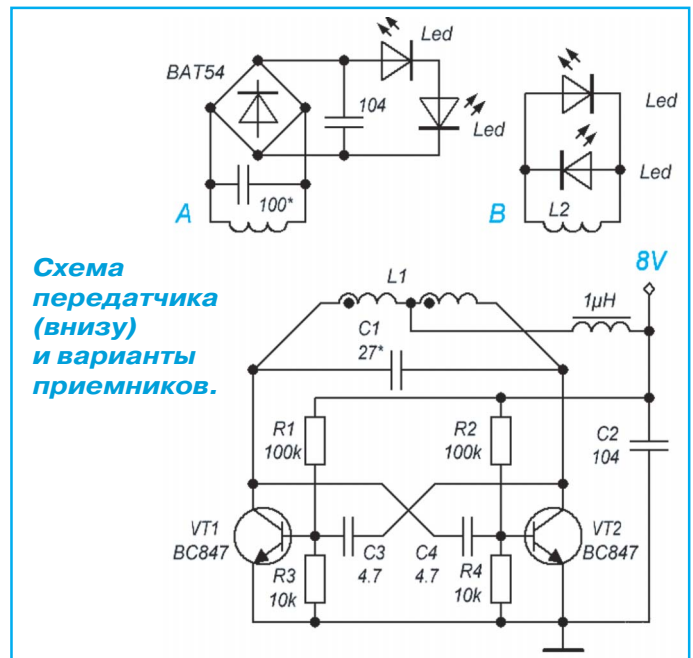 Led
BAT54
104
Led
100*
A
Led
Led
L2
B
Схема
передатчика
(внизу)
и варианты
приемников.
8V
L1
1µH
C1
27*
R1
100k
R2
100k
C2
104
VT1
BC847
C3
4.7
C4
4.7
R3
10k
R4
10k
VT2
BC847